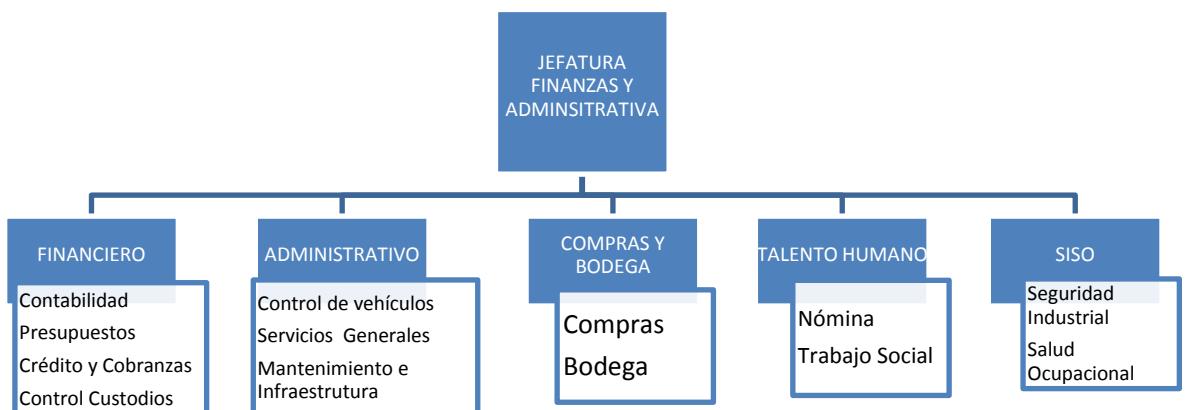 JEFATURA
FINANZAS Y
ADMINSITRATIVA
FINANCIERO
Contabilidad
Presupuestos
Crédito y Cobranzas
Control Custodios
ADMINISTRATIVO
Control de vehículos
Servicios Generales
Mantenimiento e
Infraestrutura
COMPRAS Y
BODEGA
Compras
Bodega
TALENTO HUMANO
Nómina
Trabajo Social
SISO
Seguridad
Industrial
Salud
Ocupacional